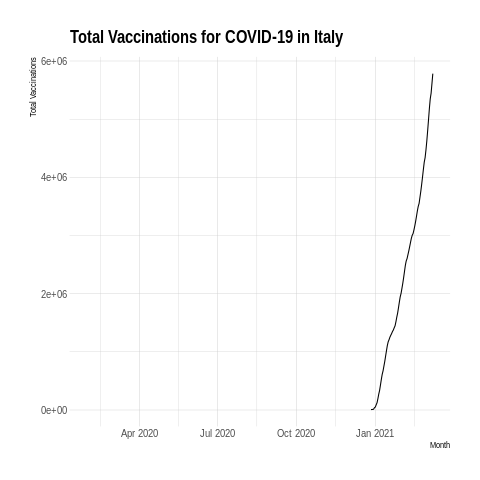 Total Vaccinations for COVID-19 in Italy
Total Vaccinations
6e+06
4e+06
2e+06
0e+00
Apr 2020 Jul 2020 Oct 2020 Jan 2021
Month